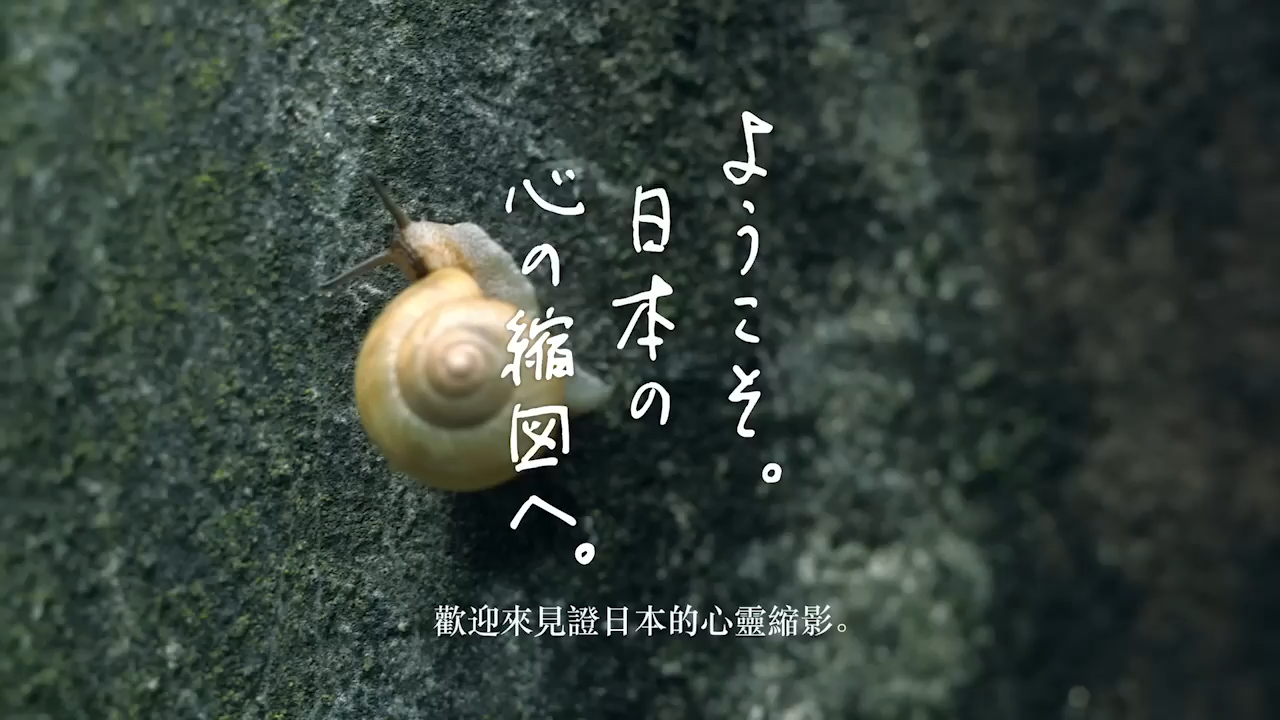 ようこそ。
日本の
心の縮図へ。
歡迎來見證日本的心靈縮影。